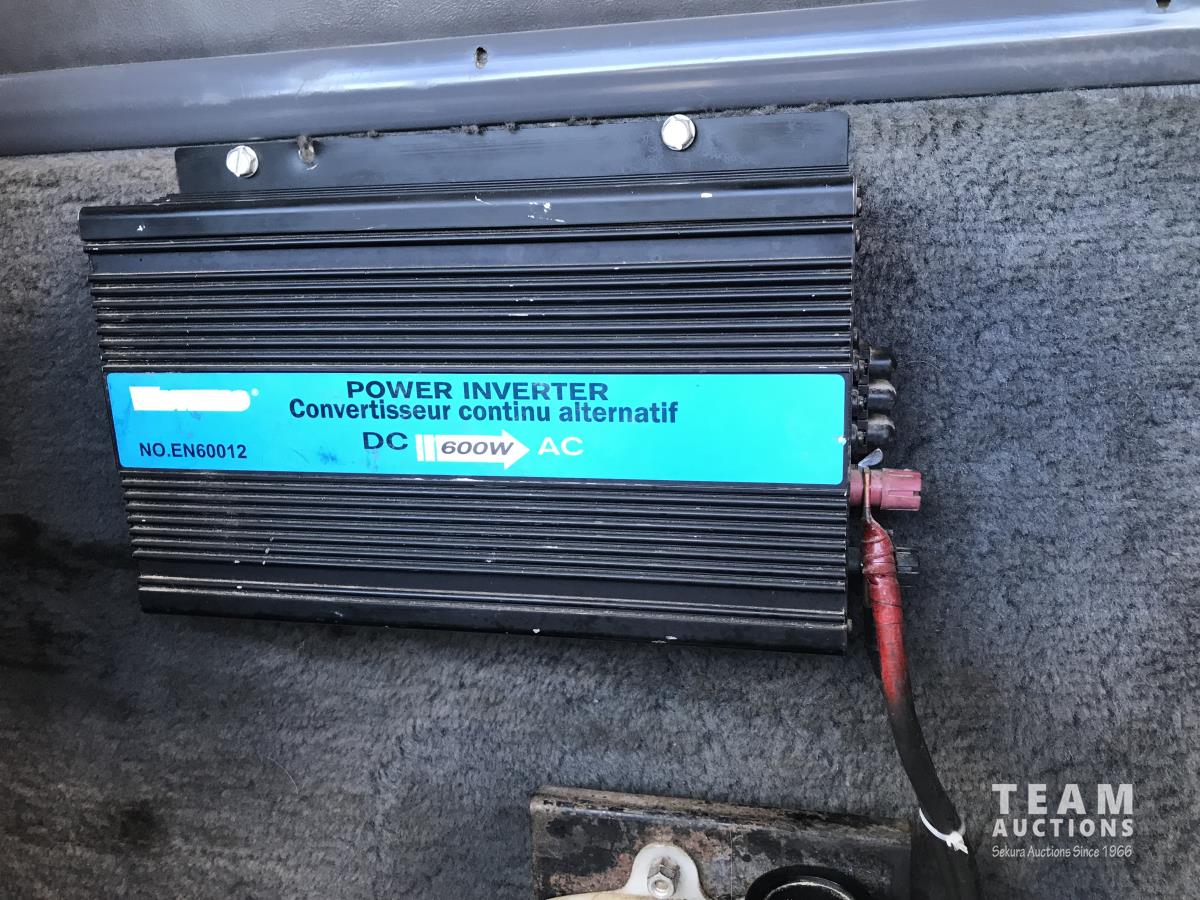 ®
POWER INVERTER
Convertisseur continu alternatif
DC 600W AC
NO.EN60012
TEAM
AUCTIONS
Sekura Auctions Since 1966